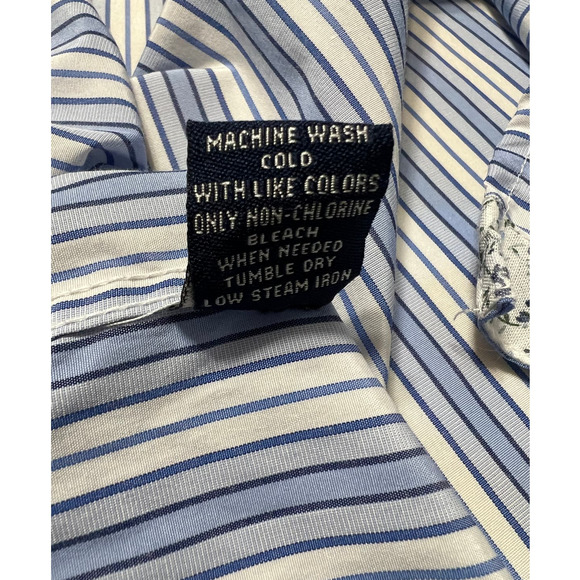 MACHINE WASH
COLD
WITH LIKE COLORS
ONLY NON-CHLORINE
BLEACH
WHEN NEEDED
TUMBLE DRY
LOW STEAM IRON